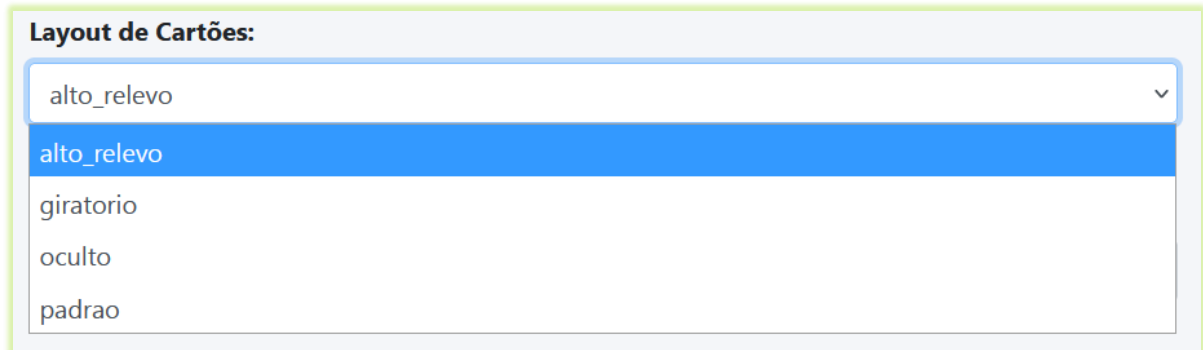 Layout de Cartões:
alto_relevo
alto_relevo
giratorio
oculto
padrao